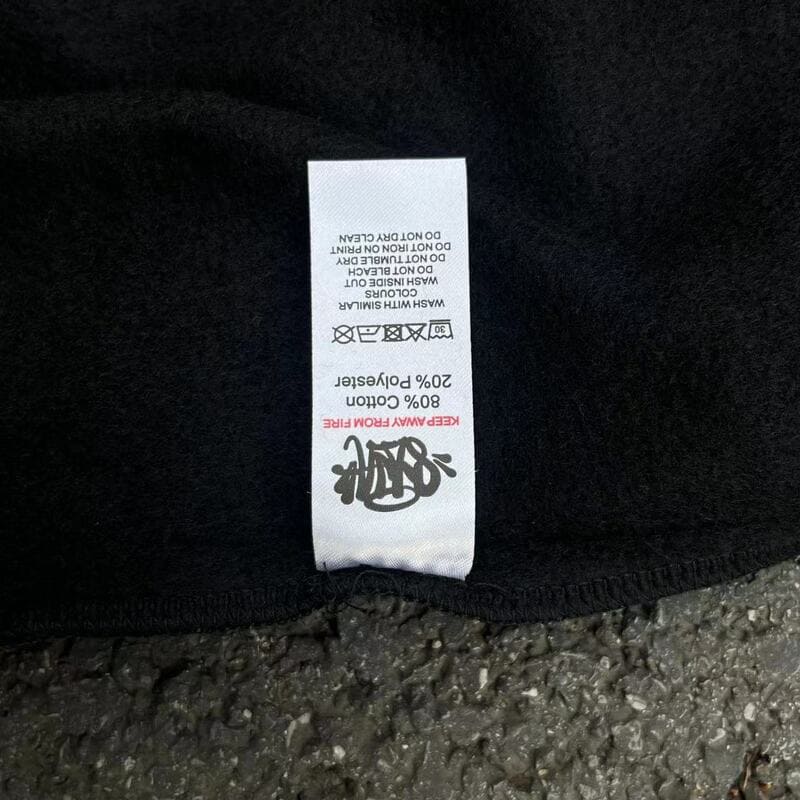 KEEP AWAY FROM FIRE
80% Cotton
20% Polyester
30
WASH WITH SIMILAR
COLOURS
WASH INSIDE OUT
DO NOT BLEACH
DO NOT TUMBLE DRY
DO NOT IRON ON PRINT
DO NOT DRY CLEAN